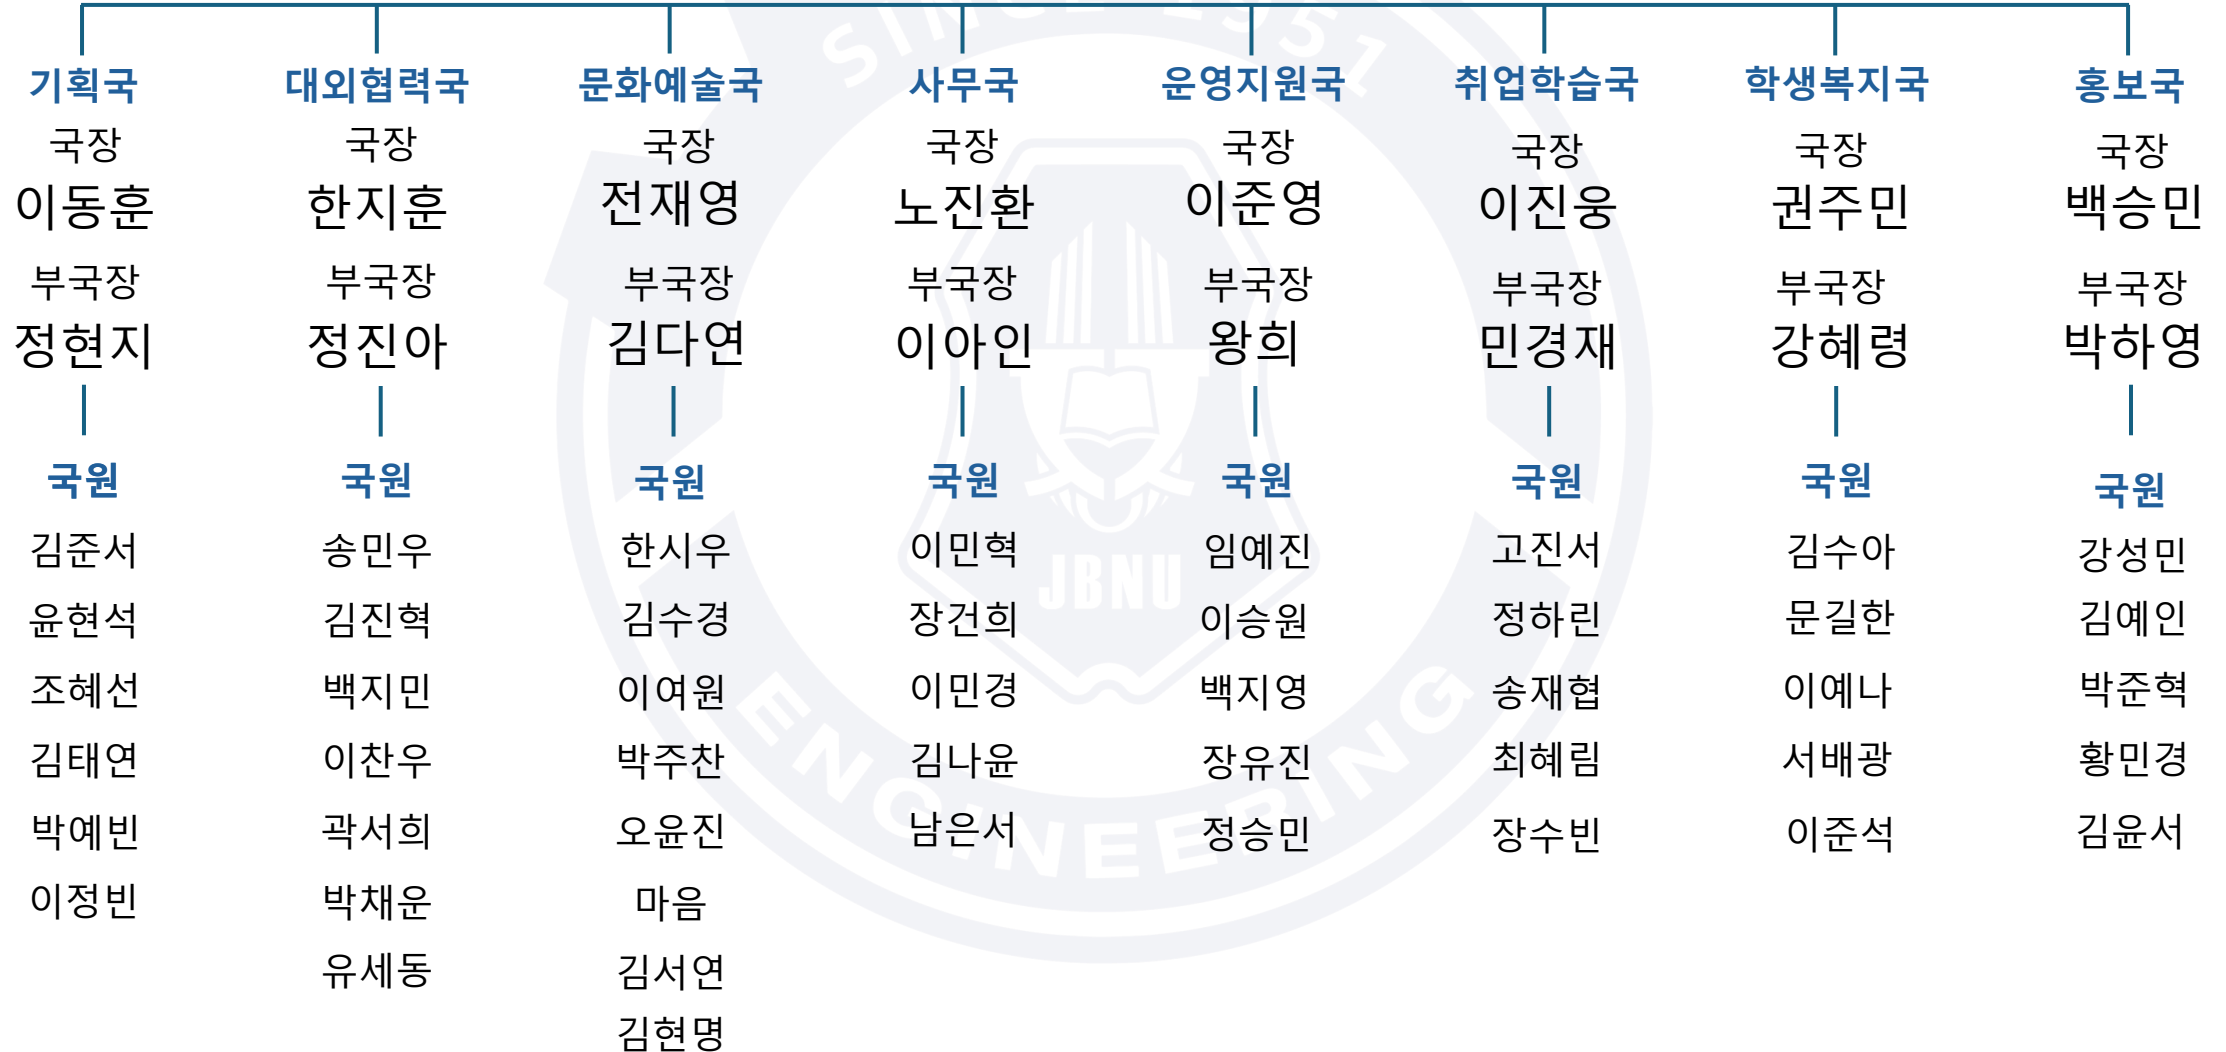 SINCE 1951
기획국
국장
이동훈
부국장
정현지
국원
김준서
윤현석
조혜선
김태연
박예빈
이정빈
대외협력국
국장
한지훈
부국장
정진아
국원
송민우
김진혁
백지민
이찬우
곽서희
박채운
유세동
문화예술국
국장
전재영
부국장
김다연
국원
한시우
김수경
이여원
박주찬
오윤진
마음
김서연
김현명
사무국
국장
노진환
부국장
이아인
국원
이민혁
장건희
이민경
김나윤
남은서
운영지원국
국장
이준영
부국장
왕희
국원
임예진
이승원
백지영
장유진
정승민
취업학습국
국장
이진웅
부국장
민경재
국원
고진서
정하린
송재협
최혜림
장수빈
학생복지국
국장
권주민
부국장
강혜령
국원
김수아
문길한
이예나
서배광
이준석
홍보국
국장
백승민
부국장
박하영
국원
강성민
김예인
박준혁
황민경
김윤서
JBNU
ENGINEERING